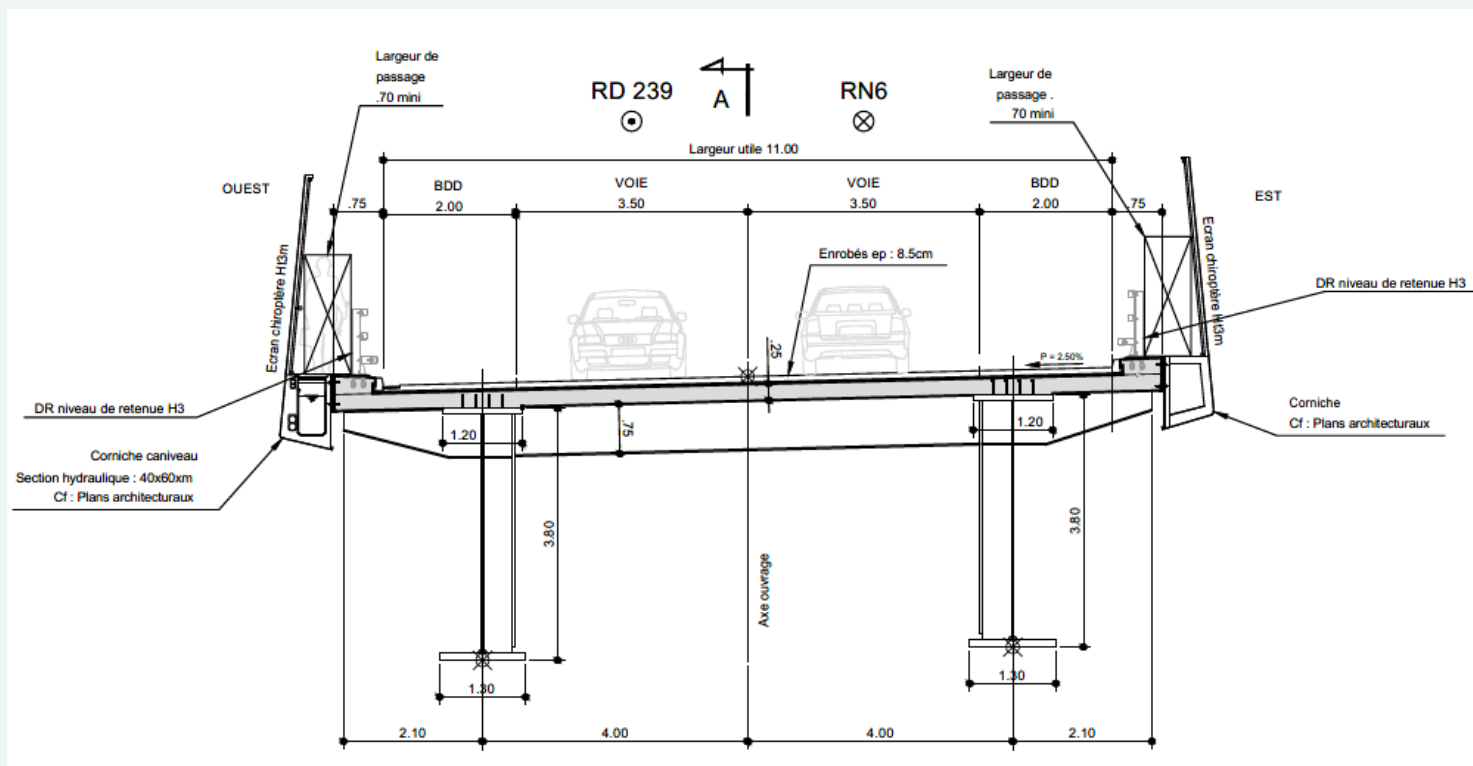 Largeur de
passage
.70 mini
RD 239
A
RN6
Largeur de
passage .
70 mini
Largeur utile 11.00
OUEST
BDD
VOIE
VOIE
BDD
EST
.75
2.00
3.50
3.50
2.00
.75
Ecran chiroptère Ht3m
Enrobés ep : 8.5cm
Ecran chiroptère Ht3m
DR niveau de retenue H3
.25
P = 2.50%
DR niveau de retenue H3
Corniche
Cf : Plans architecturaux
1.20
.75
1.20
Corniche caniveau
Section hydraulique : 40x60xm
Cf : Plans architecturaux
3.80
3.80
Axe ouvrage
1.30
1.30
2.10
4.00
4.00
2.10